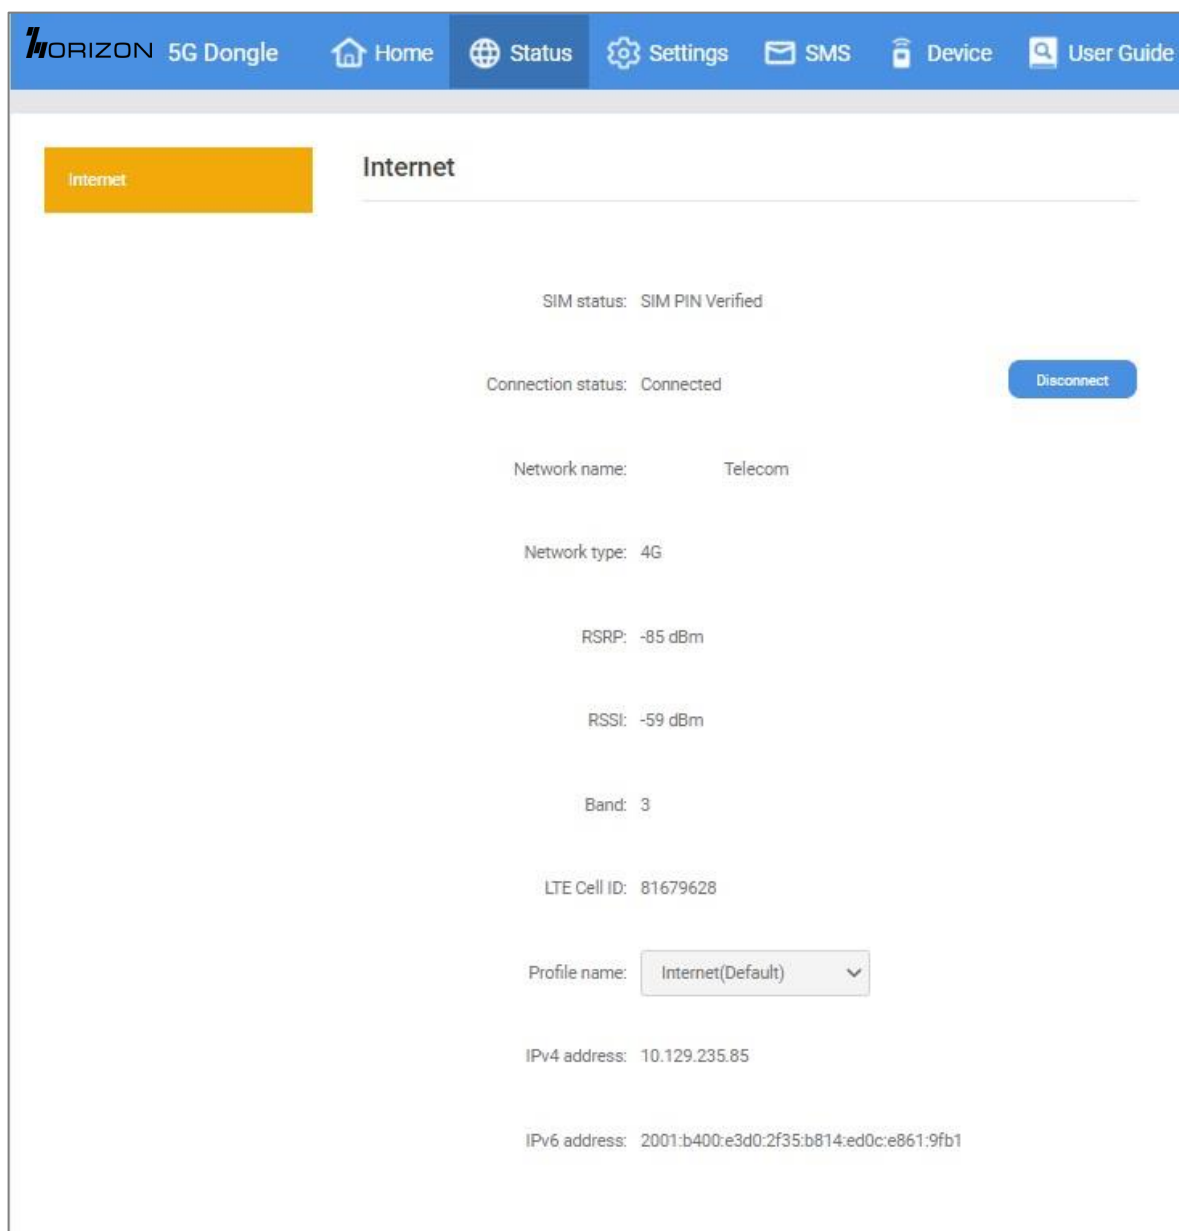 HORIZON 5G Dongle Home Status Settings SMS Device User Guide
Internet
Internet
SIM status: SIM PIN Verified
Connection status: Connected Disconnect
Network name: Telecom
Network type: 4G
RSRP: -85 dBm
RSSI: -59 dBm
Band: 3
LTE Cell ID: 81679628
Profile name: Internet(Default)
IPv4 address: 10.129.235.85
IPv6 address: 2001:b400:e3d0:2f35:b814:ed0c:e861:9fb1